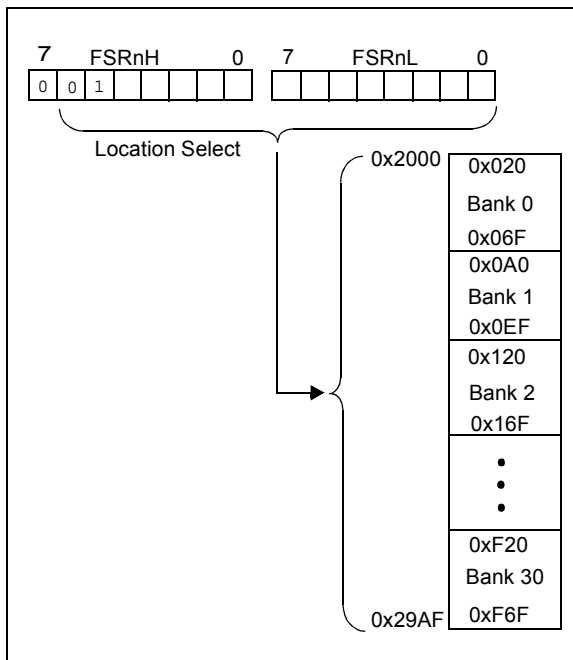 7 FSRnH 0 7 FSRnL 0
0 0 1
Location Select
0x2000
0x020
Bank 0
0x06F
0x0A0
Bank 1
0x0EF
0x120
Bank 2
0x16F
0xF20
Bank 30
0xF6F
0x29AF